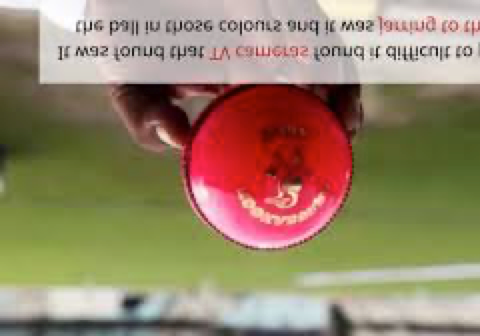 It was found that TV cameras found it difficult to
the ball in those colours and it was jarring to th